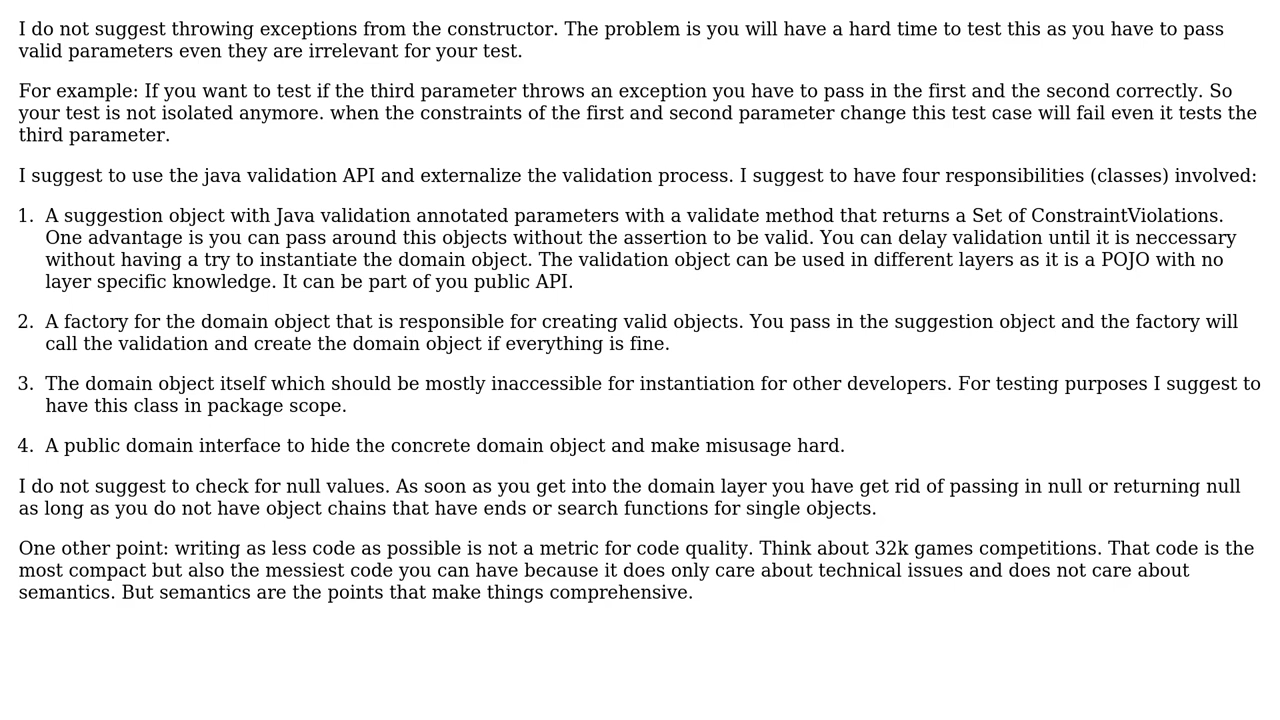 I do not suggest throwing exceptions from the constructor. The problem is you will have a hard time to test this as you have to pass
valid parameters even they are irrelevant for your test.
For example: If you want to test if the third parameter throws an exception you have to pass in the first and the second correctly. So
your test is not isolated anymore. when the constraints of the first and second parameter change this test case will fail even it tests the
third parameter.
I suggest to use the java validation API and externalize the validation process. I suggest to have four responsibilities (classes) involved:
1. A suggestion object with Java validation annotated parameters with a validate method that returns a Set of ConstraintViolations.
One advantage is you can pass around this objects without the assertion to be valid. You can delay validation until it is neccessary
without having a try to instantiate the domain object. The validation object can be used in different layers as it is a POJO with no
layer specific knowledge. It can be part of you public API.
2. A factory for the domain object that is responsible for creating valid objects. You pass in the suggestion object and the factory will
call the validation and create the domain object if everything is fine.
3. The domain object itself which should be mostly inaccessible for instantiation for other developers. For testing purposes I suggest to
have this class in package scope.
4. A public domain interface to hide the concrete domain object and make misusage hard.
I do not suggest to check for null values. As soon as you get into the domain layer you have get rid of passing in null or returning null
as long as you do not have object chains that have ends or search functions for single objects.
One other point: writing as less code as possible is not a metric for code quality. Think about 32k games competitions. That code is the
most compact but also the messiest code you can have because it does only care about technical issues and does not care about
semantics. But semantics are the points that make things comprehensive.